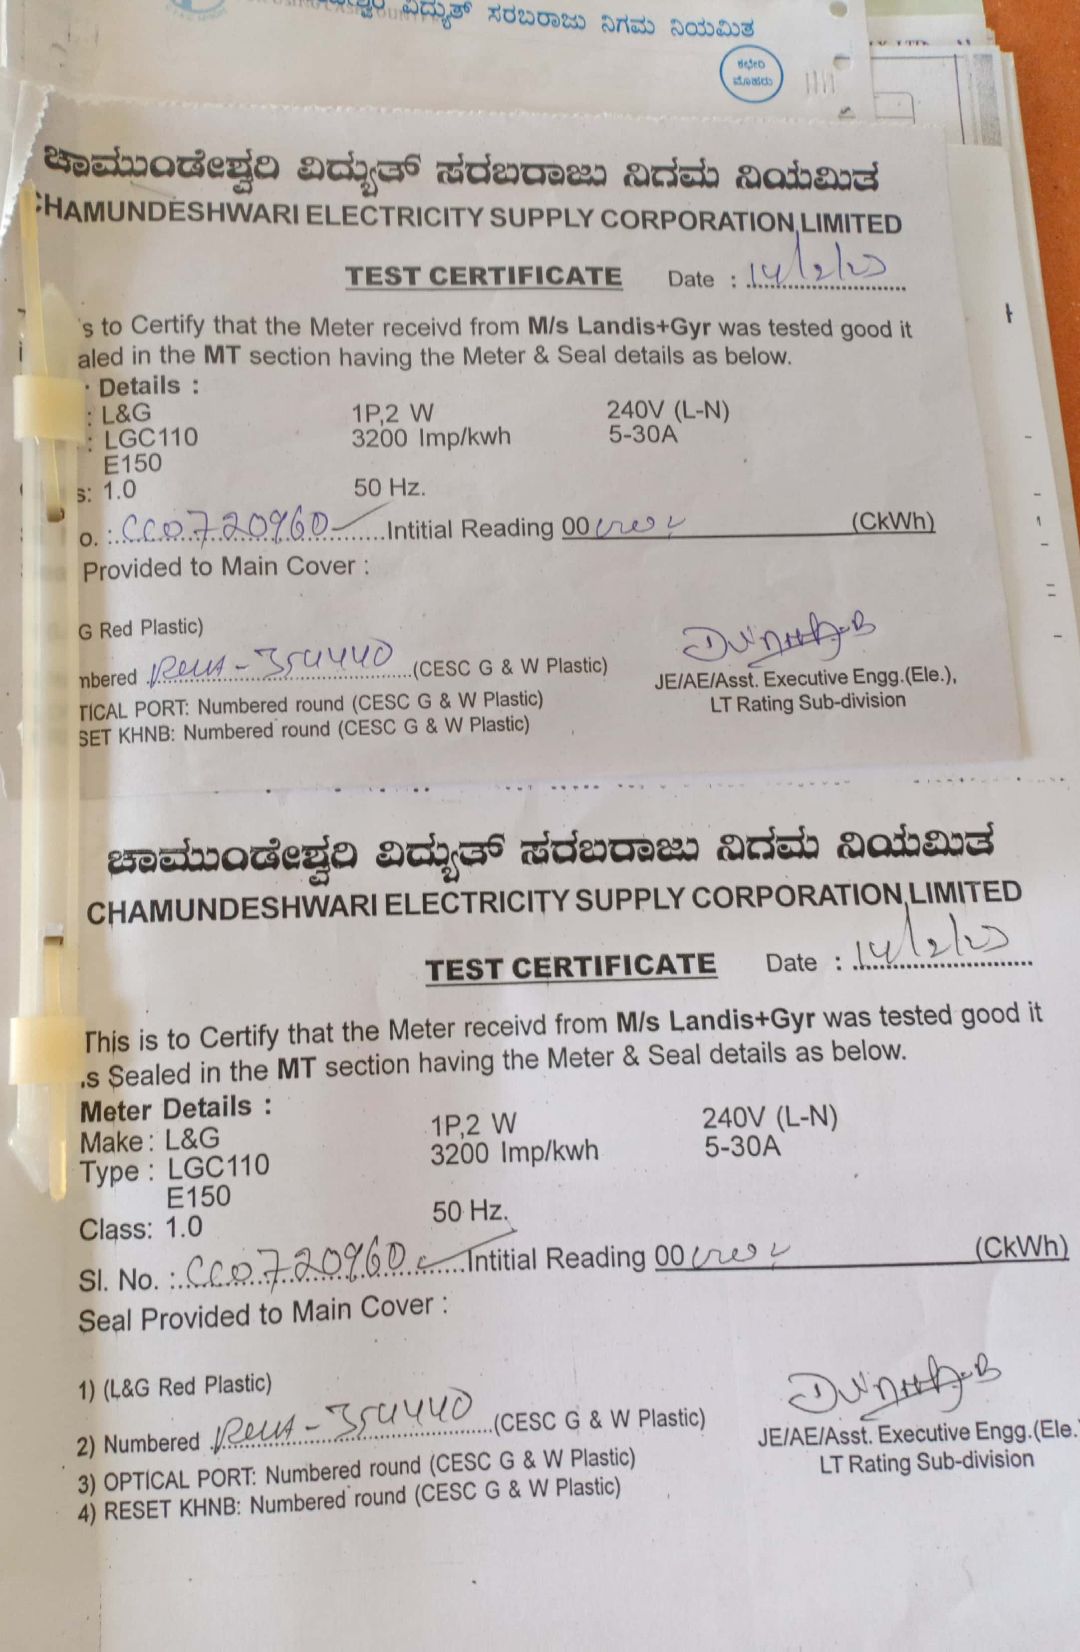 ವಿದ್ಯುತ್ ಸರಬರಾಜು ನಿಗಮ ನಿಯಮಿತ
ಕಛೇರಿ
ಮೊಹರು
ಚಾಮುಂಡೇಶ್ವರಿ ವಿದ್ಯುತ್ ಸರಬರಾಜು ನಿಗಮ ನಿಯಮಿತ
CHAMUNDESHWARI ELECTRICITY SUPPLY CORPORATION LIMITED
TEST CERTIFICATE Date : 14/2/20
s to Certify that the Meter receivd from M/s Landis+Gyr was tested good it
aled in the MT section having the Meter & Seal details as below.
Details :
: L&G 1P,2 W 240V (L-N)
: LGC110 3200 Imp/kwh 5-30A
E150
s: 1.0 50 Hz.
o. : CC0720960 Intitial Reading 00 (CkWh)
Provided to Main Cover :
G Red Plastic)
mbered 354440 (CESC G & W Plastic)
JE/AE/Asst. Executive Engg.(Ele.),
TICAL PORT: Numbered round (CESC G & W Plastic)
LT Rating Sub-division
SET KHNB: Numbered round (CESC G & W Plastic)
ಚಾಮುಂಡೇಶ್ವರಿ ವಿದ್ಯುತ್ ಸರಬರಾಜು ನಿಗಮ ನಿಯಮಿತ
CHAMUNDESHWARI ELECTRICITY SUPPLY CORPORATION LIMITED
TEST CERTIFICATE Date : 14/2/20
This is to Certify that the Meter receivd from M/s Landis+Gyr was tested good it
s Sealed in the MT section having the Meter & Seal details as below.
Meter Details :
Make : L&G 1P,2 W 240V (L-N)
Type : LGC110 3200 Imp/kwh 5-30A
E150
Class: 1.0 50 Hz.
Sl. No. : CC0720960 Intitial Reading 00 (CkWh)
Seal Provided to Main Cover :
1) (L&G Red Plastic)
2) Numbered 354440 (CESC G & W Plastic)
JE/AE/Asst. Executive Engg.(Ele.
3) OPTICAL PORT: Numbered round (CESC G & W Plastic)
LT Rating Sub-division
4) RESET KHNB: Numbered round (CESC G & W Plastic)